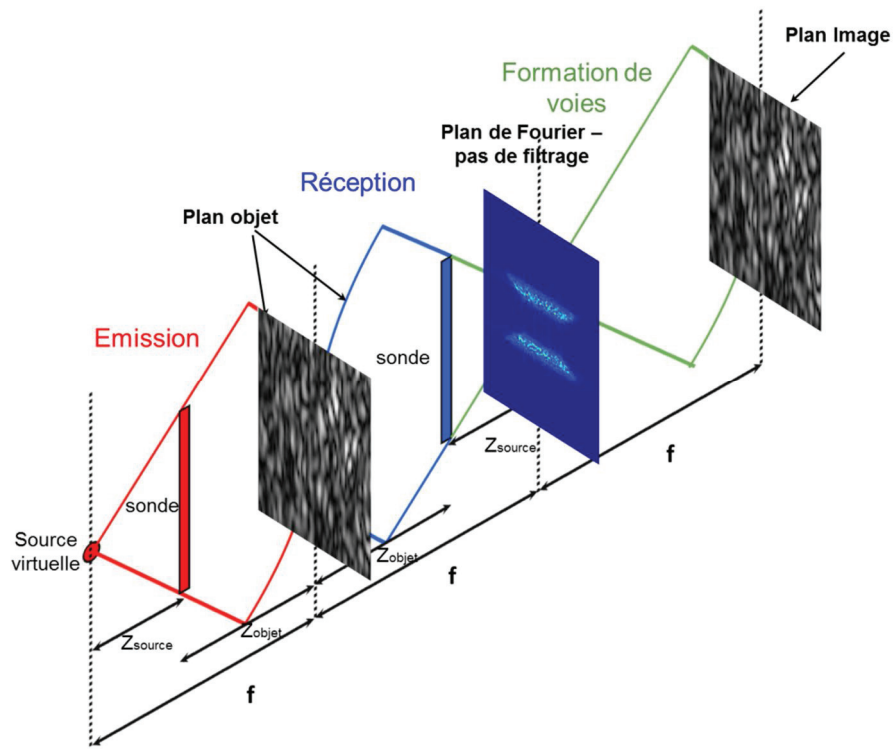 Plan Image
Formation de
voies
Plan de Fourier –
pas de filtrage
Réception
Plan objet
Emission
sonde
sonde
Zsource
f
Source
virtuelle
Zobjet
f
Zsource
Zobjet
f